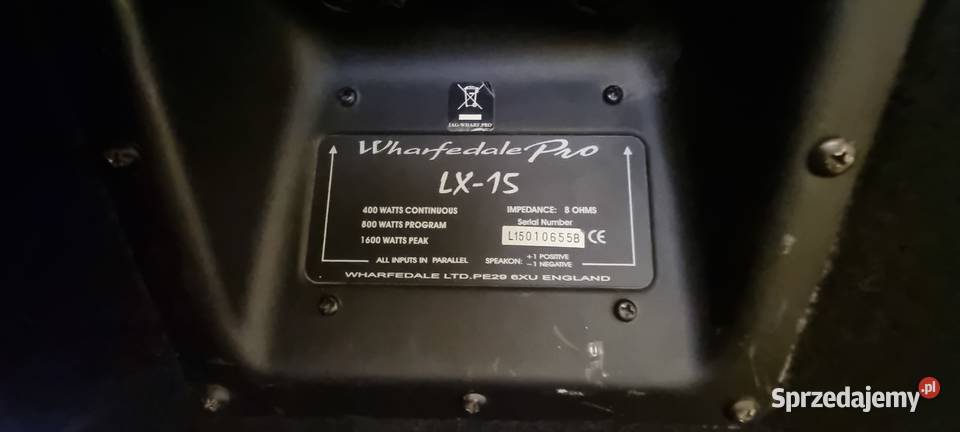 JAG-WHARF.PRO
Wharfedale Pro
LX-15
400 WATTS CONTINUOUS
800 WATTS PROGRAM
1600 WATTS PEAK
IMPEDANCE: 8 OHMS
Serial Number
L15010655B CE
ALL INPUTS IN PARALLEL
SPEAKON: +1 POSITIVE
-1 NEGATIVE
WHARFEDALE LTD.PE29 6XU ENGLAND
Sprzedajemy.pl